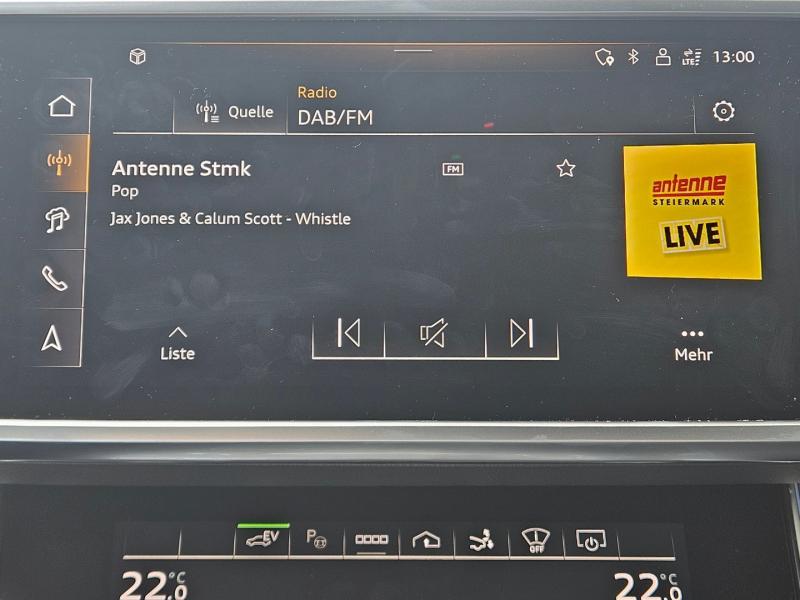 LTE 13:00
Quelle
Radio
DAB/FM
Antenne Stmk
FM
Pop
Jax Jones & Calum Scott - Whistle
antenne
STEIERMARK
LIVE
Liste
Mehr
EV
P
OFF
22.0 °C
22.0 °C